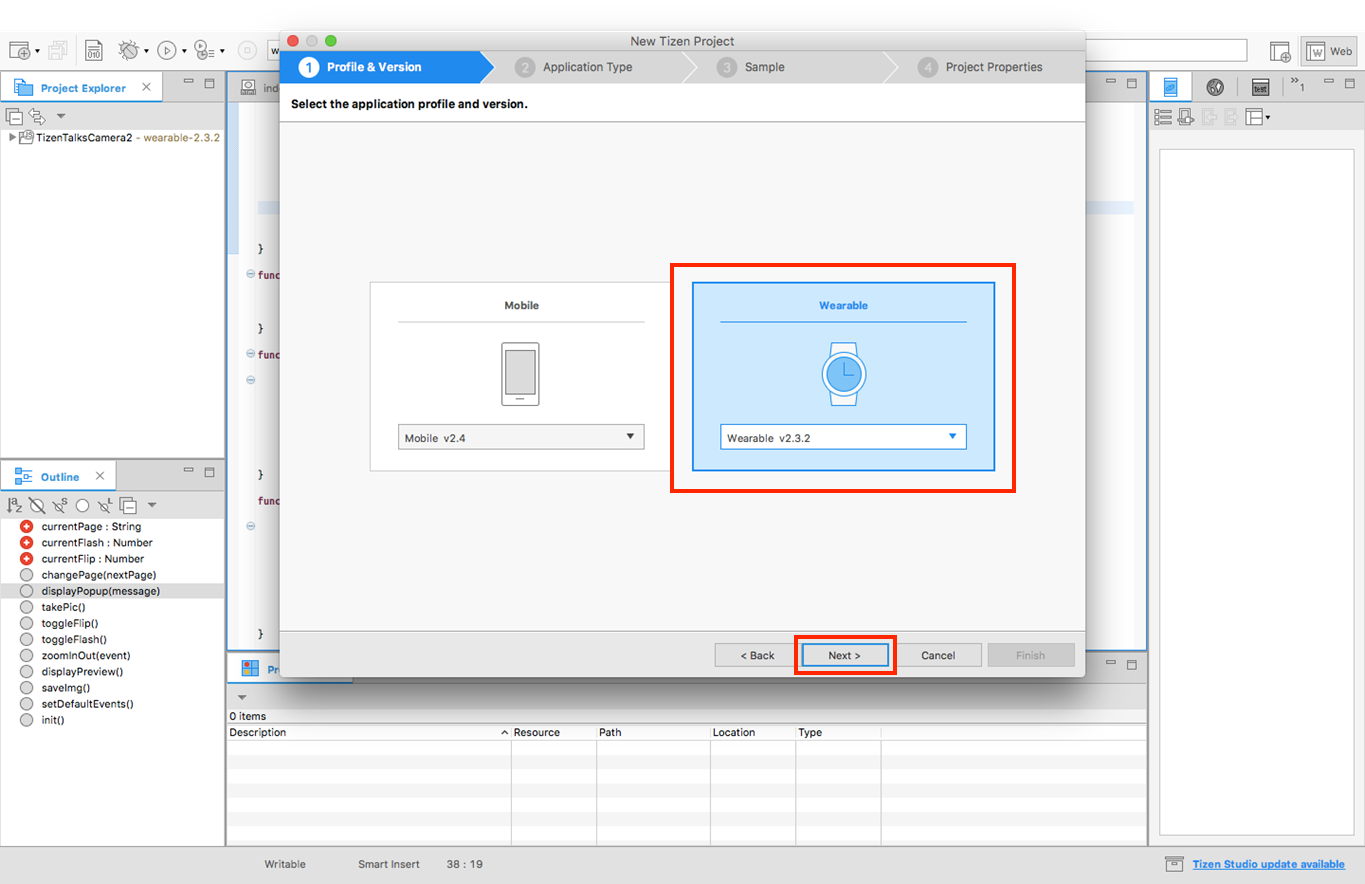 New Tizen Project
w
Web
1 Profile & Version
2 Application Type
3 Sample
4 Project Properties
Project Explorer
ind
test
1
Select the application profile and version.
010
TizenTalksCamera2 - wearable-2.3.2
}
func
}
func
}
func
}
Mobile
Mobile v2.4
Wearable
Wearable v2.3.2
< Back
Next >
Cancel
Finish
Outline
currentPage : String
currentFlash : Number
currentFlip : Number
changePage(nextPage)
displayPopup(message)
takePic()
toggleFlip()
toggleFlash()
zoomInOut(event)
displayPreview()
saveImg()
setDefaultEvents()
init()
Pr
0 items
Description
Resource
Path
Location
Type
Writable
Smart Insert
38 : 19
Tizen Studio update available